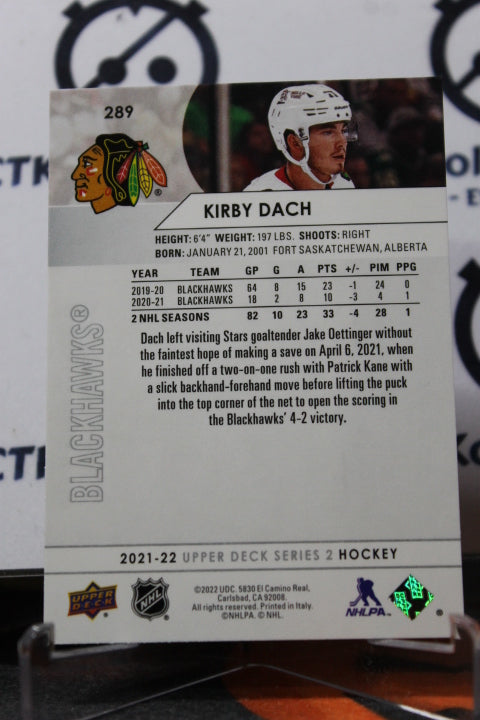 289
KIRBY DACH
HEIGHT: 6'4" WEIGHT: 197 LBS. SHOOTS: RIGHT
BORN: JANUARY 21, 2001 FORT SASKATCHEWAN, ALBERTA
YEAR TEAM GP G A PTS +/- PIM PPG
2019-20 BLACKHAWKS 64 8 15 23 -1 24 0
2020-21 BLACKHAWKS 18 2 8 10 -3 4 1
2 NHL SEASONS 82 10 23 33 -4 28 1
Dach left visiting Stars goaltender Jake Oettinger without
the faintest hope of making a save on April 6, 2021, when
he finished off a two-on-one rush with Patrick Kane with
a slick backhand-forehand move before lifting the puck
into the top corner of the net to open the scoring in
the Blackhawks' 4-2 victory.
BLACKHAWKS®
2021-22 UPPER DECK SERIES 2 HOCKEY
UPPER DECK
NHL
©2022 UDC. 5830 El Camino Real,
Carlsbad, CA 92008.
All rights reserved. Printed in Italy.
©NHLPA. © NHL.
NHLPA